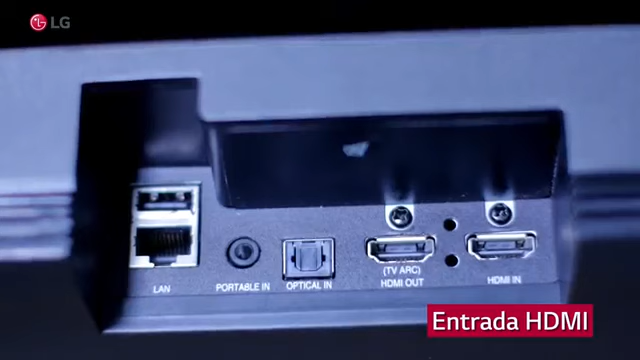 LG
LAN
PORTABLE IN
OPTICAL IN
(TV ARC)
HDMI OUT
HDMI IN
Entrada HDMI